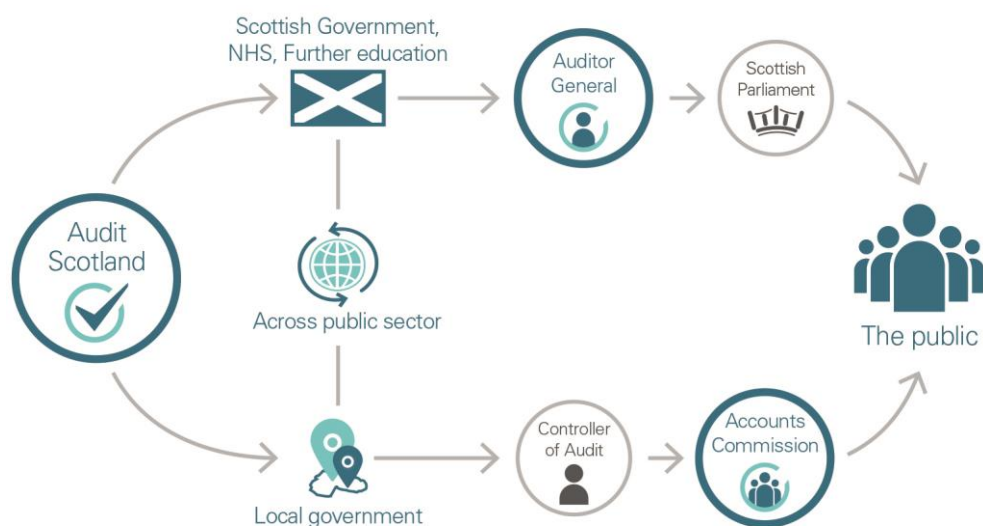 Scottish Government,
NHS, Further education
Auditor
General
Scottish
Parliament
Audit
Scotland
Across public sector
The public
Controller
of Audit
Accounts
Commission
Local government